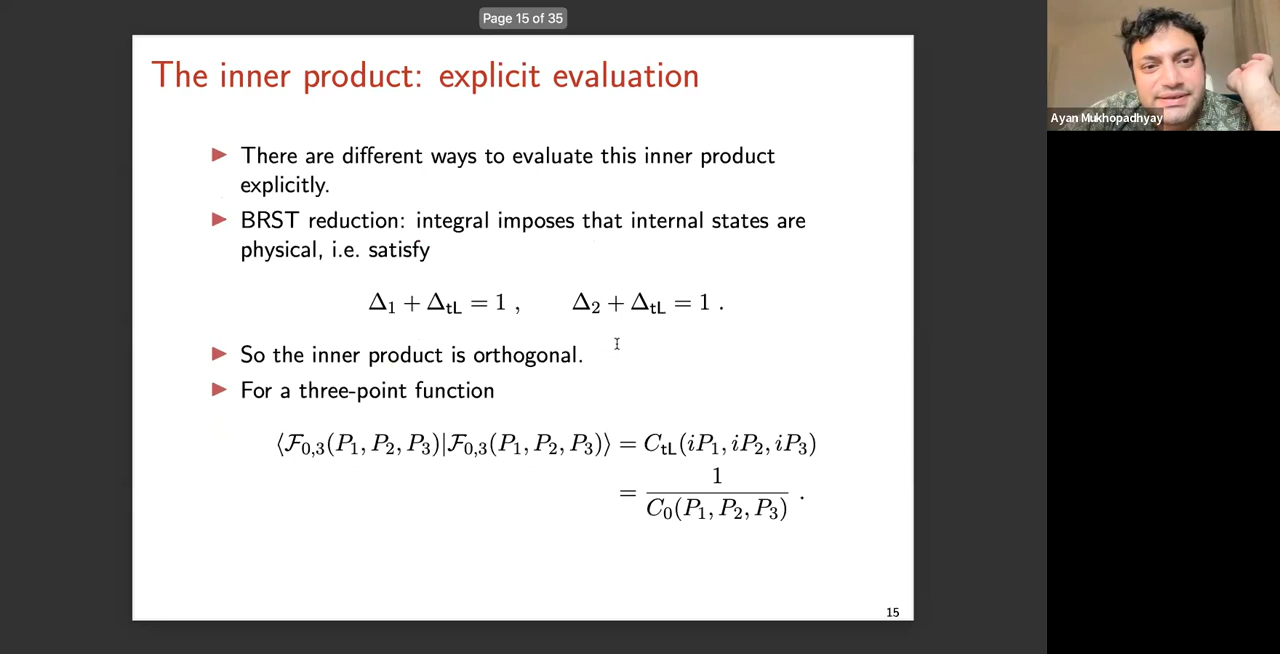 Page 15 of 35
The inner product: explicit evaluation
▶ There are different ways to evaluate this inner product
explicitly.
▶ BRST reduction: integral imposes that internal states are
physical, i.e. satisfy
Δ₁ + Δ_tL = 1 , Δ₂ + Δ_tL = 1 .
▶ So the inner product is orthogonal.
▶ For a three-point function
⟨ℱ₀,₃(P₁, P₂, P₃)|ℱ₀,₃(P₁, P₂, P₃)⟩ = C_tL(iP₁, iP₂, iP₃)
= 1 / C₀(P₁, P₂, P₃) .
15
Ayan Mukhopadhyay